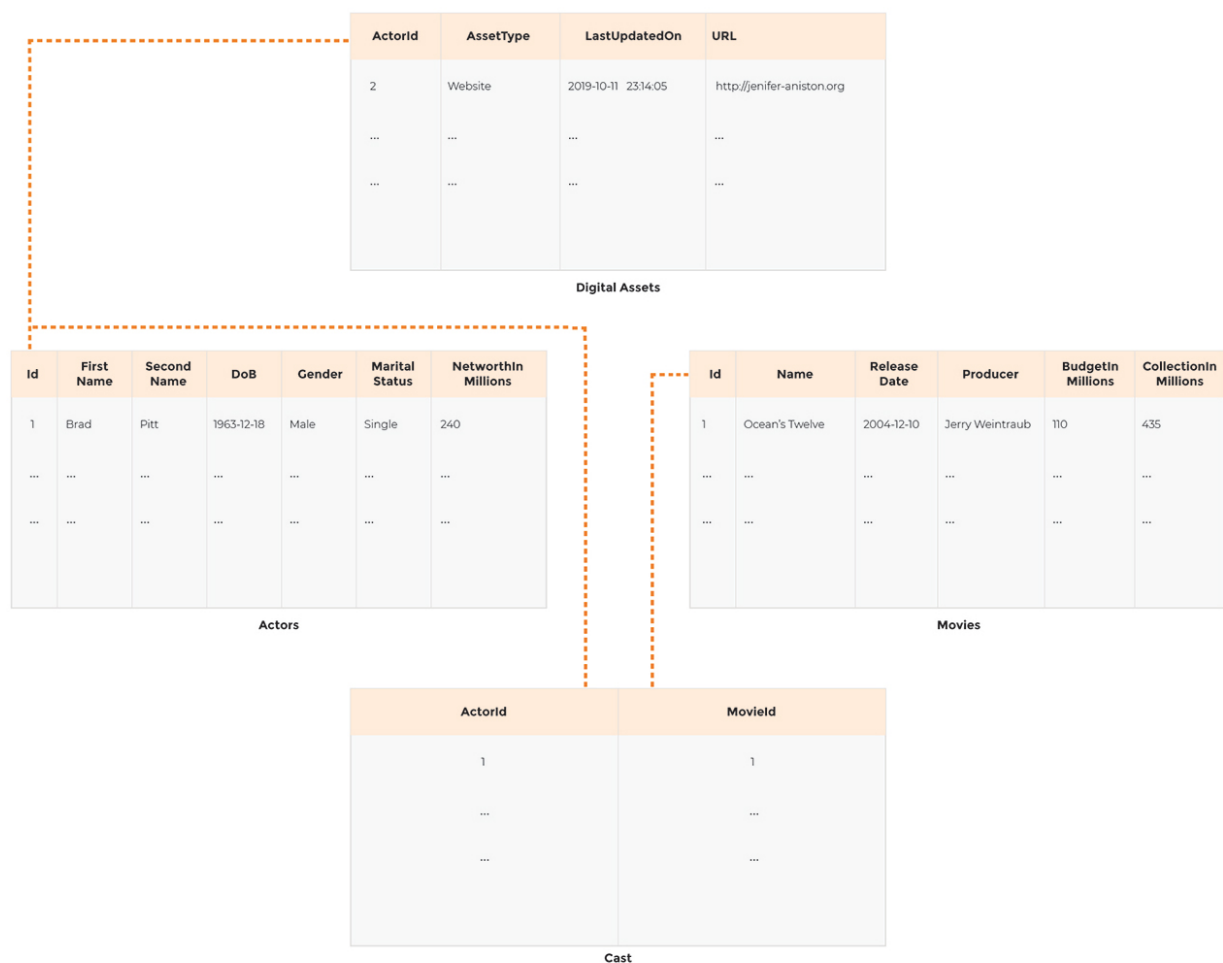 ActorId AssetType LastUpdatedOn URL
2 Website 2019-10-11 23:14:05 http://jenifer-aniston.org
... ... ... ...
... ... ... ...
Digital Assets
Id First Name Second Name DoB Gender Marital Status NetworthIn Millions
1 Brad Pitt 1963-12-18 Male Single 240
... ... ... ... ... ... ...
... ... ... ... ... ... ...
Actors
Id Name Release Date Producer BudgetIn Millions CollectionIn Millions
1 Ocean's Twelve 2004-12-10 Jerry Weintraub 110 435
... ... ... ... ... ...
... ... ... ... ... ...
Movies
ActorId MovieId
1 1
... ...
... ...
Cast